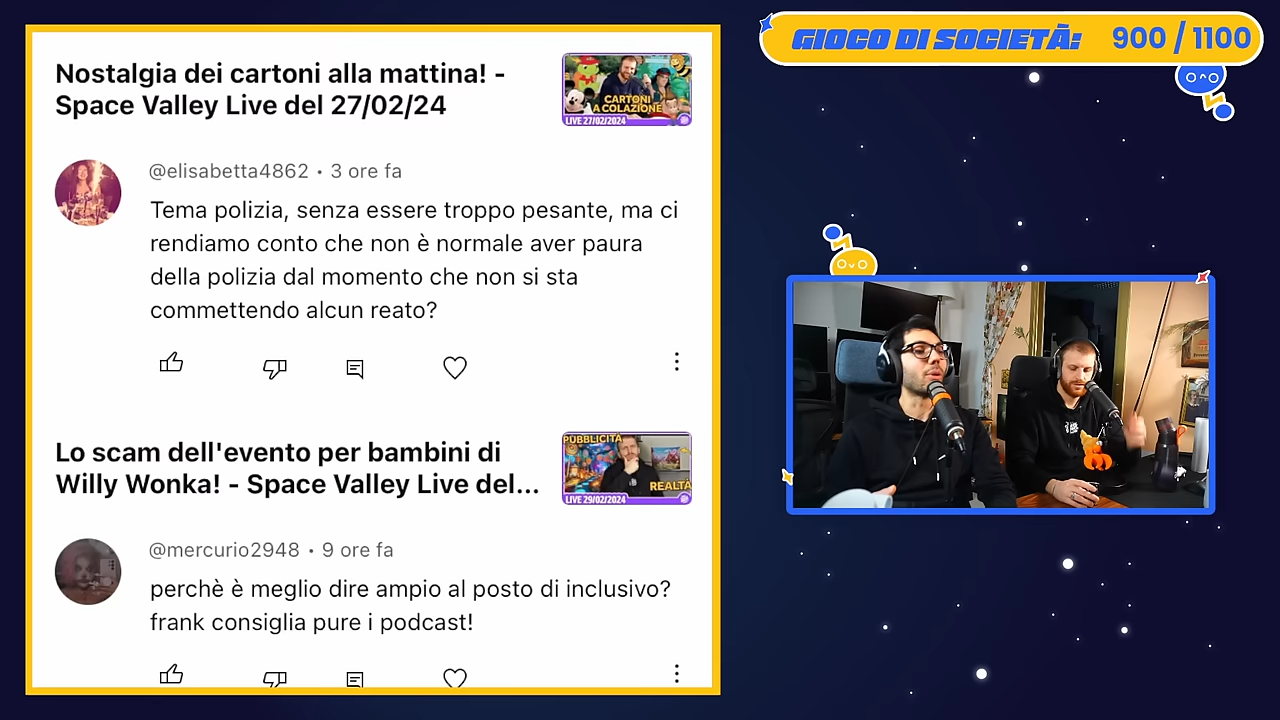 Nostalgia dei cartoni alla mattina! -
Space Valley Live del 27/02/24
CARTONI
A COLAZIONE
LIVE 27/02/2024
@elisabetta4862 • 3 ore fa
Tema polizia, senza essere troppo pesante, ma ci
rendiamo conto che non è normale aver paura
della polizia dal momento che non si sta
commettendo alcun reato?
Lo scam dell'evento per bambini di
Willy Wonka! - Space Valley Live del...
PUBBLICITÀ
REALTÀ
LIVE 29/02/2024
@mercurio2948 • 9 ore fa
perchè è meglio dire ampio al posto di inclusivo?
frank consiglia pure i podcast!
GIOCO DI SOCIETÀ: 900 / 1100